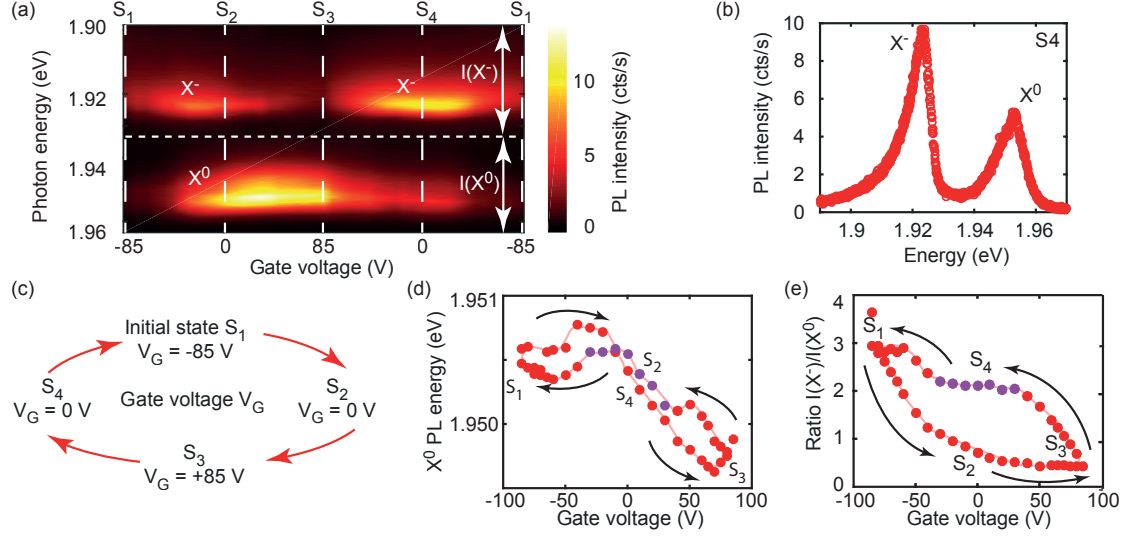 (a)
S1 S2 S3 S4 S1
1.90
1.92
1.94
1.96
Photon energy (eV)
X-
X-
X0
I(X-)
I(X0)
-85 0 85 0 -85
Gate voltage (V)
10
5
0
PL intensity (cts/s)
(b)
S4
X-
X0
10
8
6
4
2
0
PL intensity (cts/s)
1.9 1.92 1.94 1.96
Energy (eV)
(c)
Initial state S1
VG = -85 V
S4
VG = 0 V
Gate voltage VG
S2
VG = 0 V
S3
VG = +85 V
(d)
1.951
1.950
X0 PL energy (eV)
S1
S2
S4
S3
-100 -50 0 50 100
Gate voltage (V)
(e)
4
3
2
1
0
Ratio I(X-)/I(X0)
S1
S4
S2
S3
-100 -50 0 50 100
Gate voltage (V)